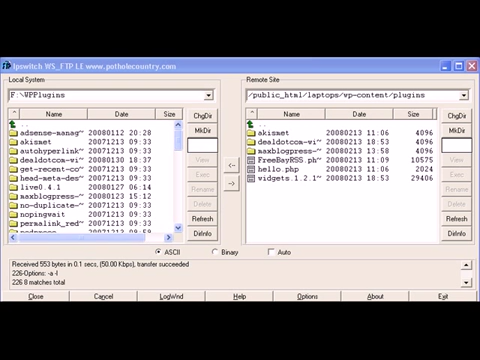 Ipswitch WS_FTP LE www.potholecountry.com
Local System
Remote Site
F:\WPPlugins
/public_html/laptops/wp-content/plugins
ChgDir
MkDir
View
Exec
Rename
Delete
Refresh
DirInfo
Name Date Size
..
adsense-manag~ 20080112 20:28
akismet 20071213 09:33
autohyperlink~ 20071213 09:33
dealdotcom-wi~ 20080130 18:37
get-recent-co~ 20071213 09:33
head-meta-des~ 20071213 09:33
live0.4.1 20080127 06:14
maxblogpress-~ 20080115 15:12
no-duplicate-~ 20071213 09:33
nopingwait 20071213 09:33
permalink_red~ 20071213 09:33
<-
->
Name Date Size
..
akismet 20080213 11:06 4096
dealdotcom-wi~ 20080213 18:53 4096
maxblogpress-~ 20080213 13:58 4096
FreeBayRSS.ph~ 20080213 11:09 10575
hello.php 20080213 11:06 2024
widgets.1.2.1~ 20080213 18:53 29406
ChgDir
MkDir
View
Exec
Rename
Delete
Refresh
DirInfo
ASCII Binary Auto
Received 553 bytes in 0.1 secs, (50.00 Kbps), transfer succeeded
226-Options: -a -l
226 8 matches total
Close Cancel LogWnd Help Options About Exit